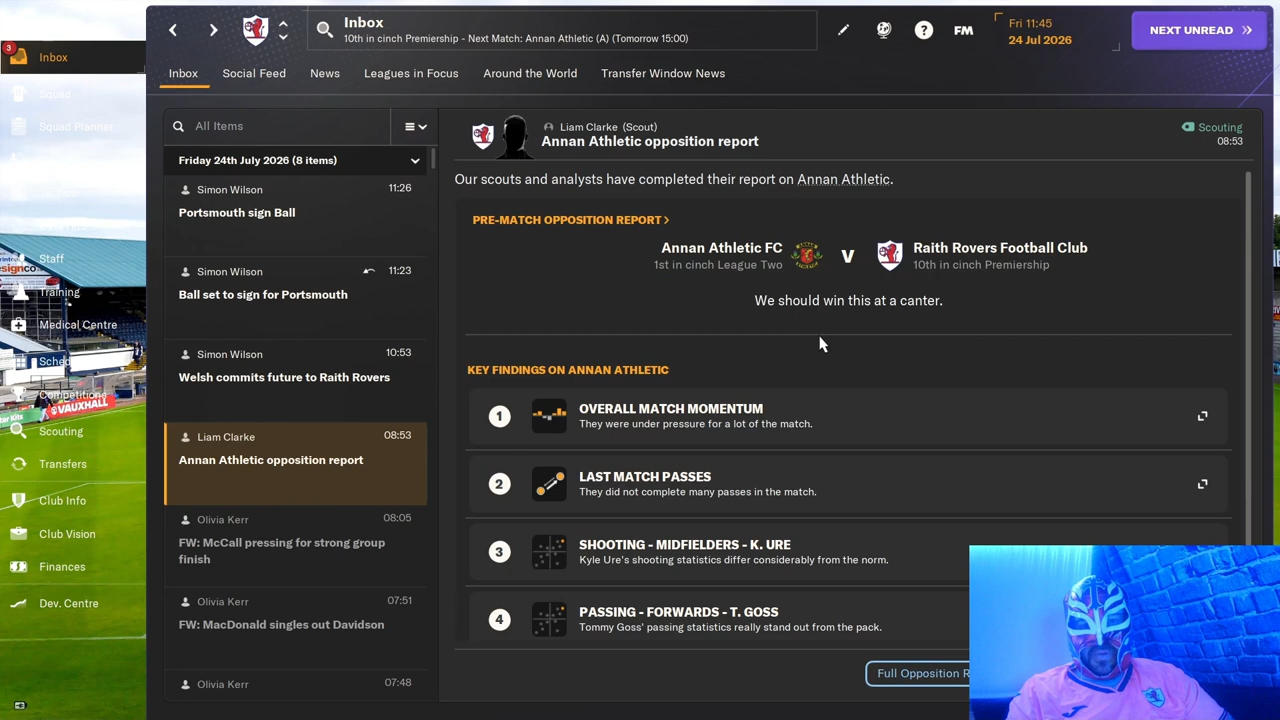 Inbox
10th in cinch Premiership - Next Match: Annan Athletic (A) (Tomorrow 15:00)
FM
Fri 11:45
24 Jul 2026
NEXT UNREAD
3
Inbox
Squad
Squad Planner
Staff
Training
Medical Centre
Sched
Competitions
Scouting
Transfers
Club Info
Club Vision
Finances
Dev. Centre
Inbox
Social Feed
News
Leagues in Focus
Around the World
Transfer Window News
All Items
Friday 24th July 2026 (8 items)
Simon Wilson
11:26
Portsmouth sign Ball
Simon Wilson
11:23
Ball set to sign for Portsmouth
Simon Wilson
10:53
Welsh commits future to Raith Rovers
Liam Clarke
08:53
Annan Athletic opposition report
Olivia Kerr
08:05
FW: McCall pressing for strong group
finish
Olivia Kerr
07:51
FW: MacDonald singles out Davidson
Olivia Kerr
07:48
Liam Clarke (Scout)
Annan Athletic opposition report
Scouting
08:53
Our scouts and analysts have completed their report on Annan Athletic.
PRE-MATCH OPPOSITION REPORT >
Annan Athletic FC
1st in cinch League Two
V
Raith Rovers Football Club
10th in cinch Premiership
We should win this at a canter.
KEY FINDINGS ON ANNAN ATHLETIC
1
OVERALL MATCH MOMENTUM
They were under pressure for a lot of the match.
2
LAST MATCH PASSES
They did not complete many passes in the match.
3
SHOOTING - MIDFIELDERS - K. URE
Kyle Ure's shooting statistics differ considerably from the norm.
4
PASSING - FORWARDS - T. GOSS
Tommy Goss' passing statistics really stand out from the pack.
Full Opposition R
VAUXHALL